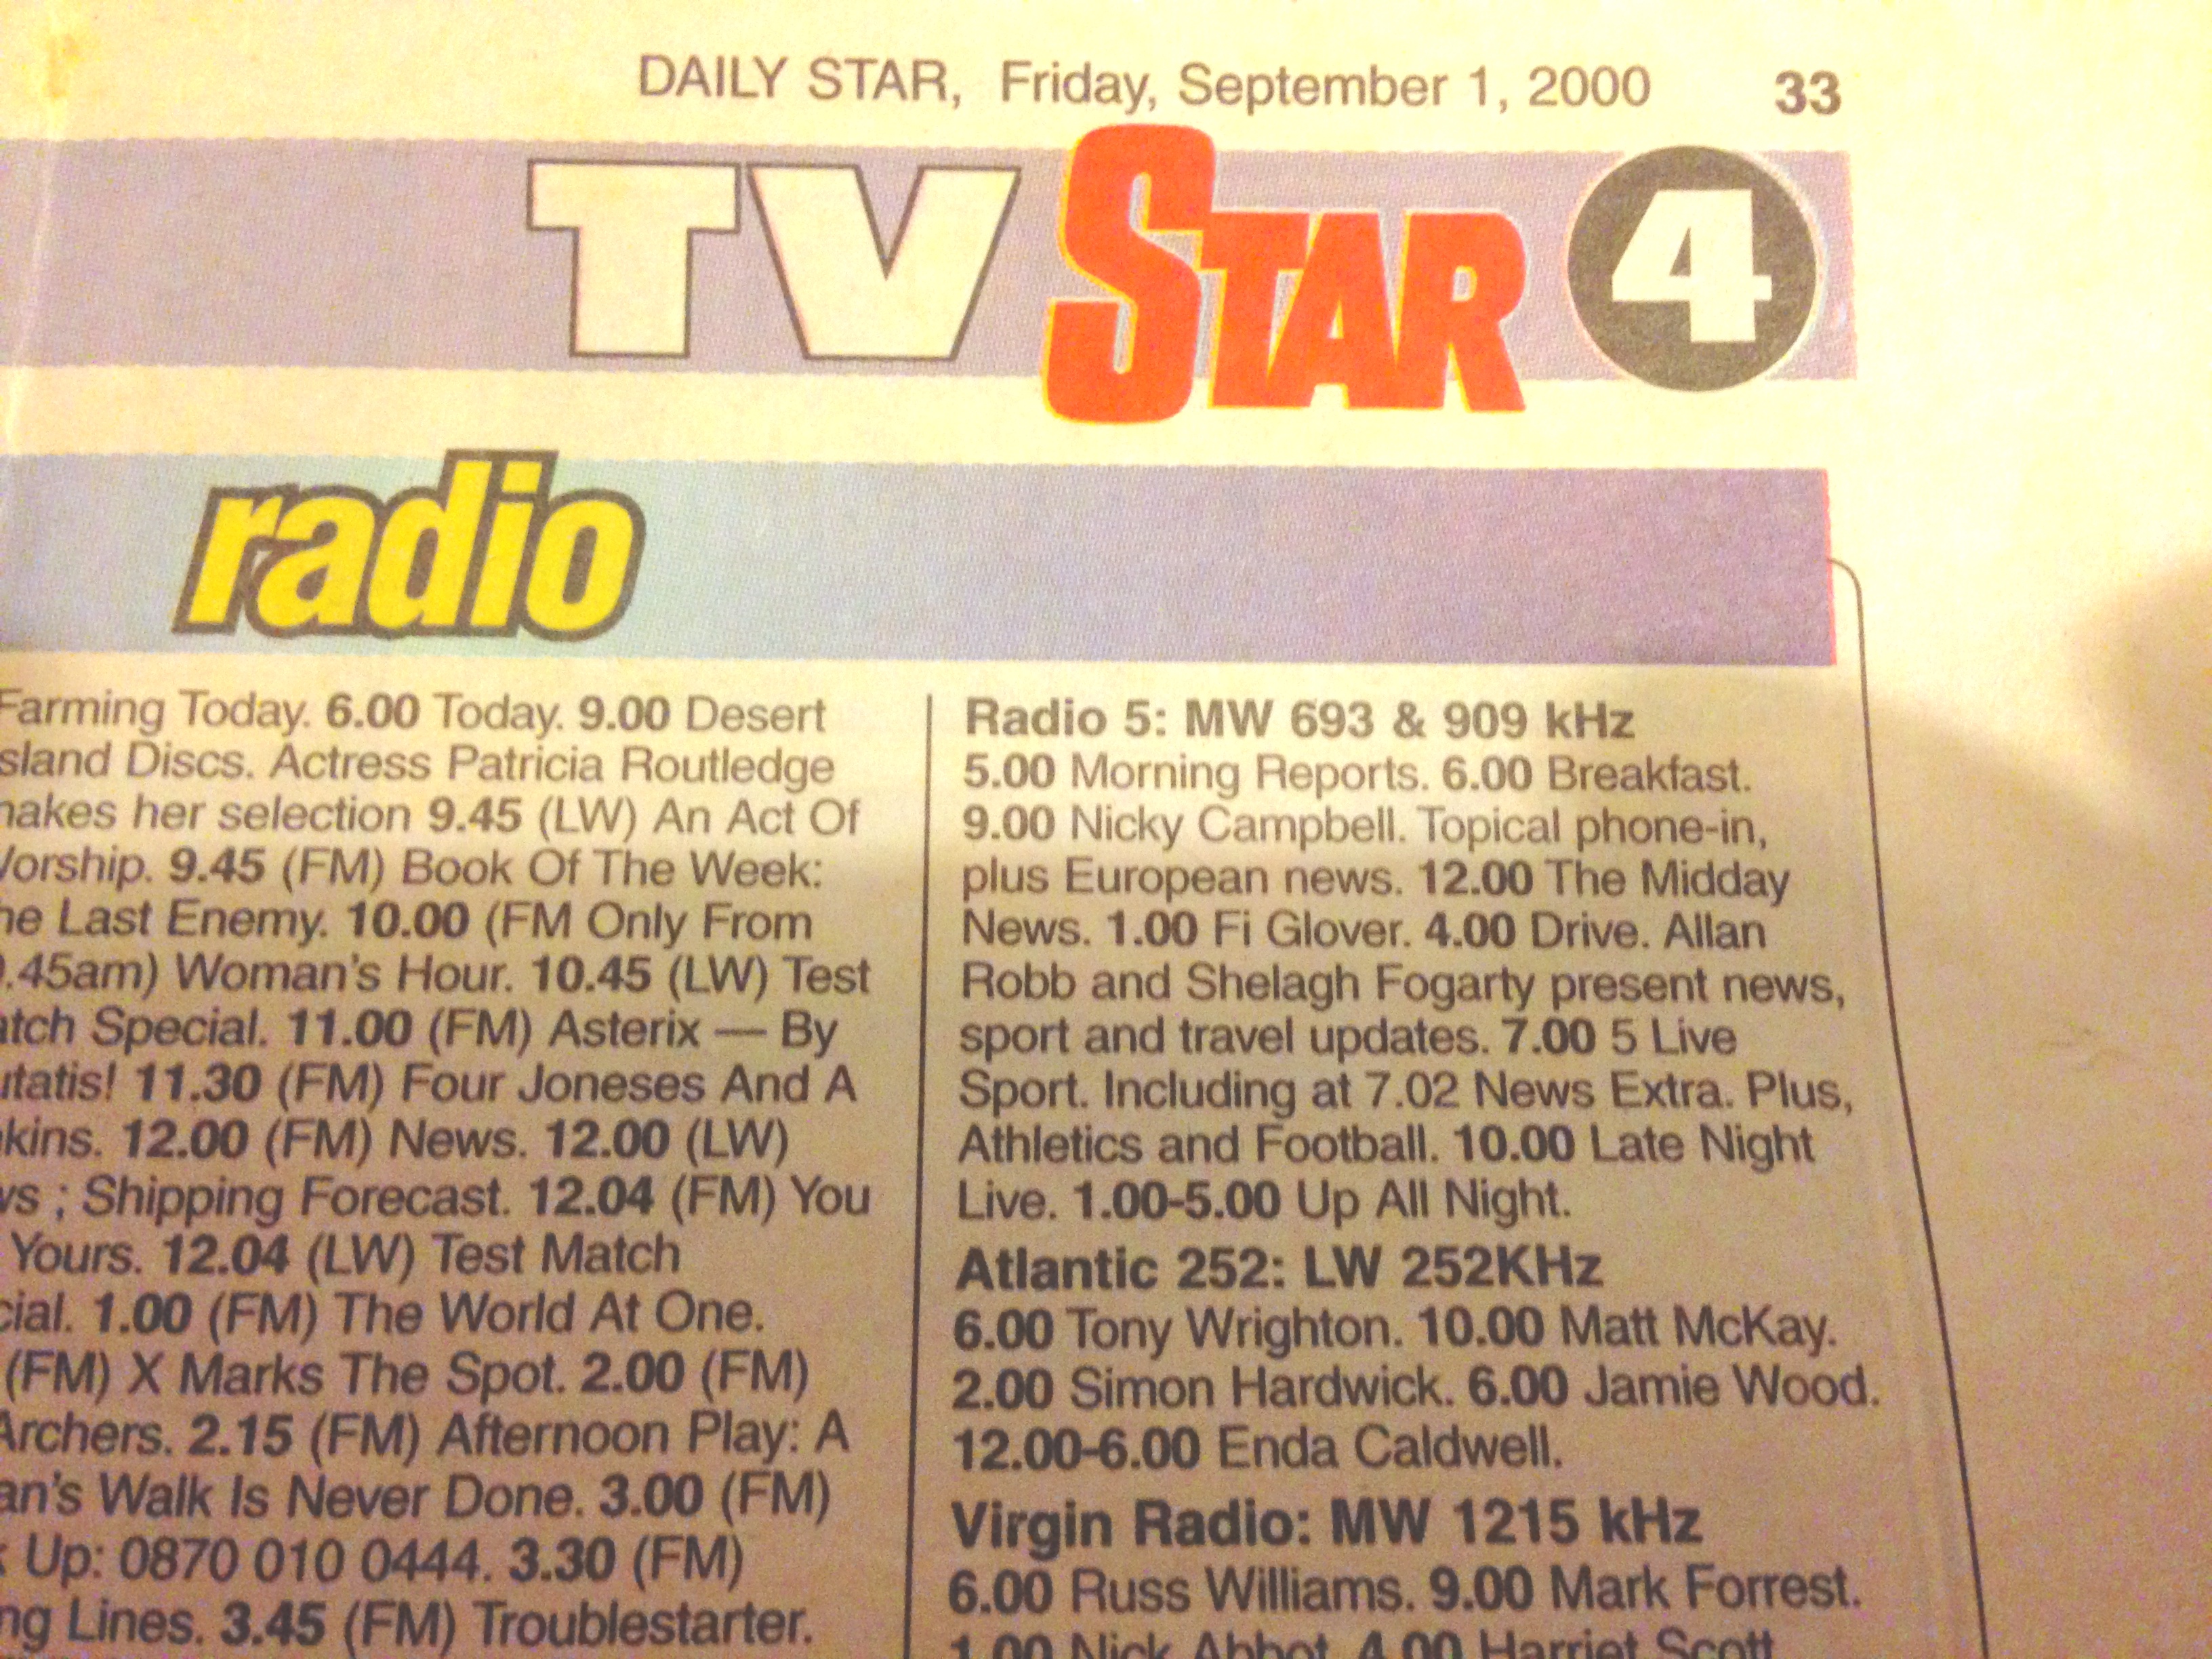 DAILY STAR, Friday, September 1, 2000 33
TV STAR 4
radio
Farming Today. 6.00 Today. 9.00 Desert
sland Discs. Actress Patricia Routledge
nakes her selection 9.45 (LW) An Act Of
Vorship. 9.45 (FM) Book Of The Week:
he Last Enemy. 10.00 (FM Only From
.45am) Woman's Hour. 10.45 (LW) Test
atch Special. 11.00 (FM) Asterix — By
utatis! 11.30 (FM) Four Joneses And A
kins. 12.00 (FM) News. 12.00 (LW)
ws ; Shipping Forecast. 12.04 (FM) You
Yours. 12.04 (LW) Test Match
cial. 1.00 (FM) The World At One.
(FM) X Marks The Spot. 2.00 (FM)
Archers. 2.15 (FM) Afternoon Play: A
an's Walk Is Never Done. 3.00 (FM)
Up: 0870 010 0444. 3.30 (FM)
ng Lines. 3.45 (FM) Troublestarter.
Radio 5: MW 693 & 909 kHz
5.00 Morning Reports. 6.00 Breakfast.
9.00 Nicky Campbell. Topical phone-in,
plus European news. 12.00 The Midday
News. 1.00 Fi Glover. 4.00 Drive. Allan
Robb and Shelagh Fogarty present news,
sport and travel updates. 7.00 5 Live
Sport. Including at 7.02 News Extra. Plus,
Athletics and Football. 10.00 Late Night
Live. 1.00-5.00 Up All Night.
Atlantic 252: LW 252KHz
6.00 Tony Wrighton. 10.00 Matt McKay.
2.00 Simon Hardwick. 6.00 Jamie Wood.
12.00-6.00 Enda Caldwell.
Virgin Radio: MW 1215 kHz
6.00 Russ Williams. 9.00 Mark Forrest.
1.00 Nick Abbot. 4.00 Harriet Scott